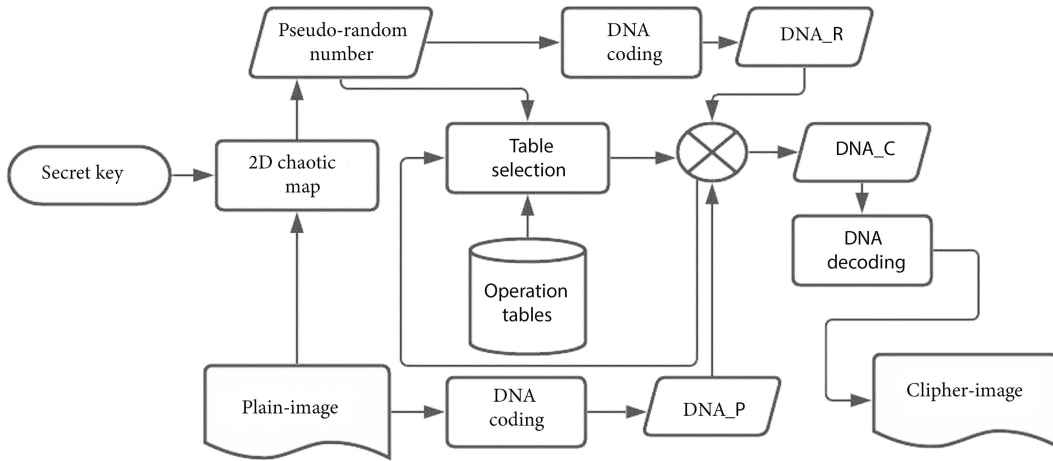 Pseudo-random
number
DNA
coding
DNA_R
Secret key
2D chaotic
map
Table
selection
DNA_C
DNA
decoding
Operation
tables
Plain-image
DNA
coding
DNA_P
Clipher-image